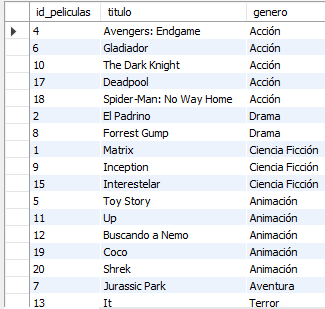 id_peliculas titulo genero
4 Avengers: Endgame Acción
6 Gladiador Acción
10 The Dark Knight Acción
17 Deadpool Acción
18 Spider-Man: No Way Home Acción
2 El Padrino Drama
8 Forrest Gump Drama
1 Matrix Ciencia Ficción
9 Inception Ciencia Ficción
15 Interestelar Ciencia Ficción
5 Toy Story Animación
11 Up Animación
12 Buscando a Nemo Animación
19 Coco Animación
20 Shrek Animación
7 Jurassic Park Aventura
13 It Terror